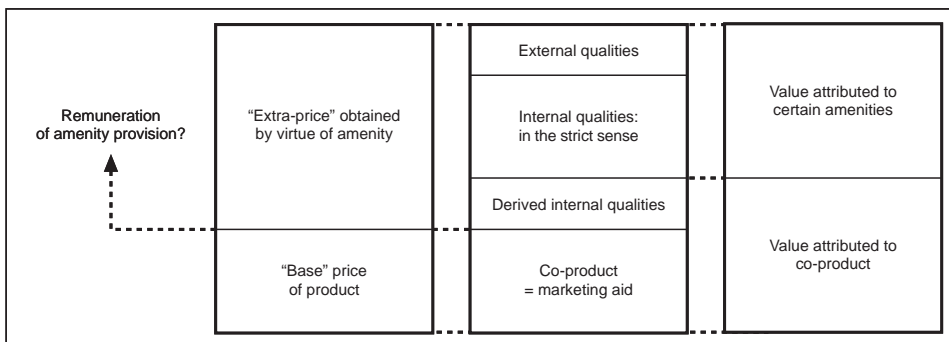 Remuneration
of amenity provision?
“Extra-price” obtained
by virtue of amenity
“Base” price
of product
External qualities
Internal qualities:
in the strict sense
Derived internal qualities
Co-product
= marketing aid
Value attributed to
certain amenities
Value attributed to
co-product